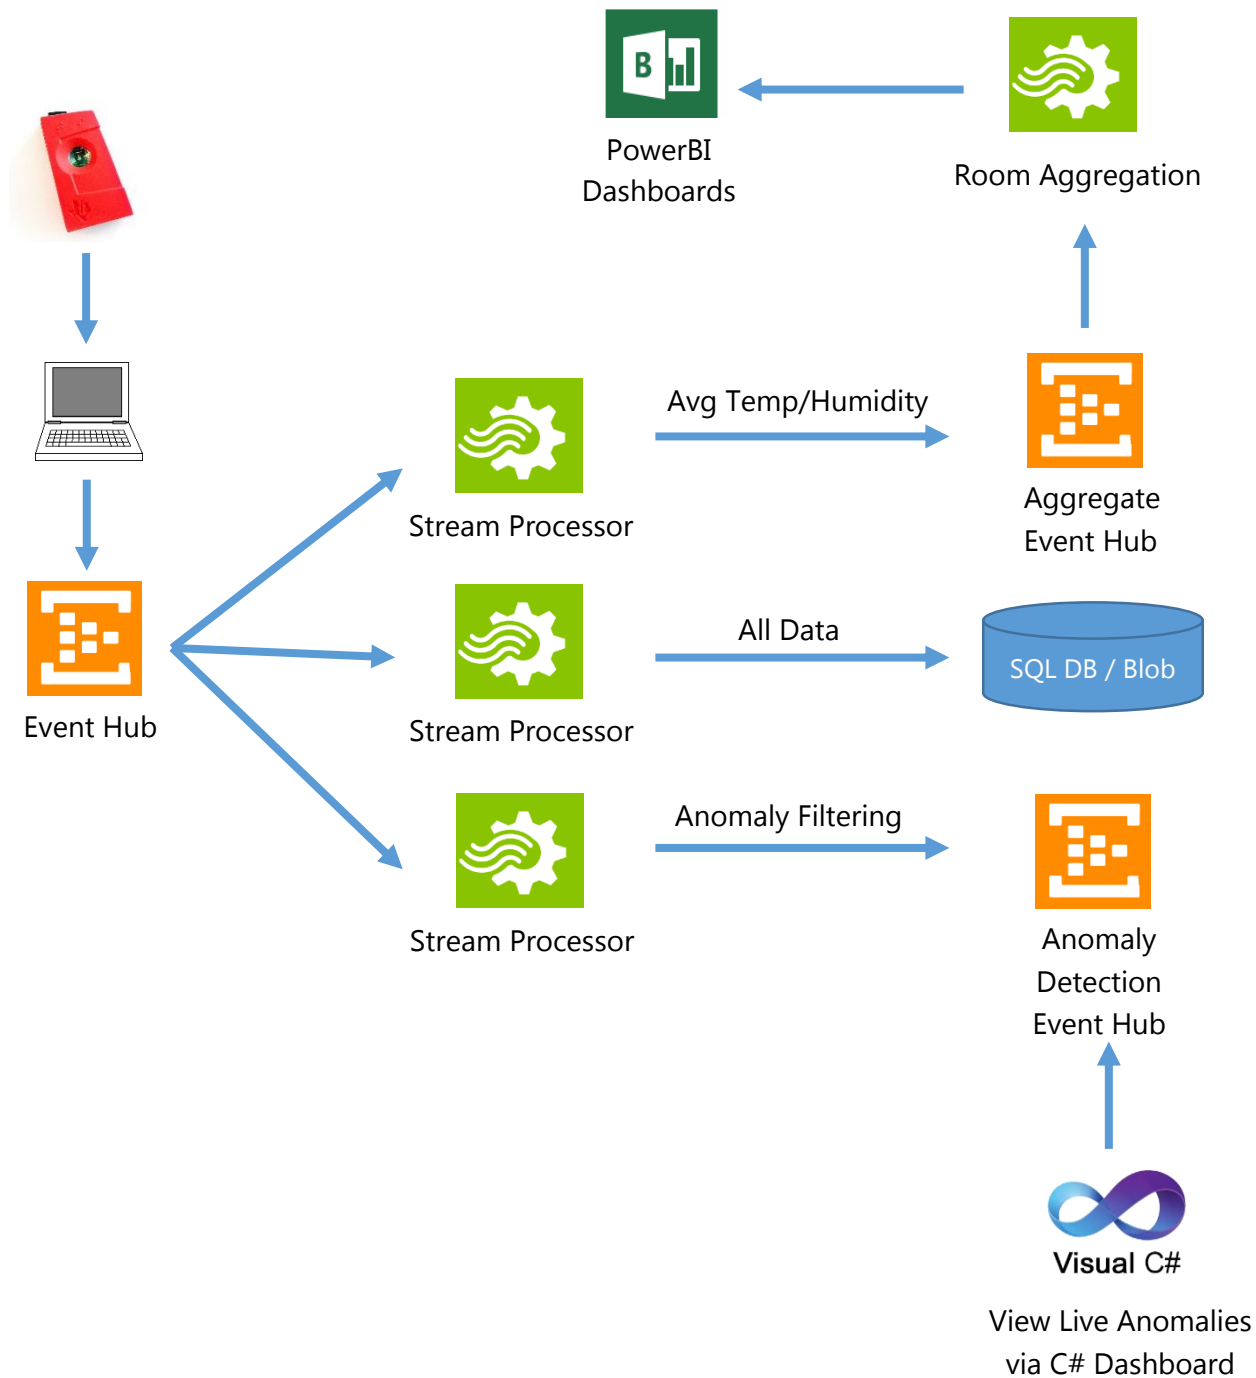 B
PowerBI
Dashboards
Room Aggregation
Avg Temp/Humidity
Stream Processor
Aggregate
Event Hub
All Data
SQL DB / Blob
Event Hub
Stream Processor
Anomaly Filtering
Stream Processor
Anomaly
Detection
Event Hub
Visual C#
View Live Anomalies
via C# Dashboard